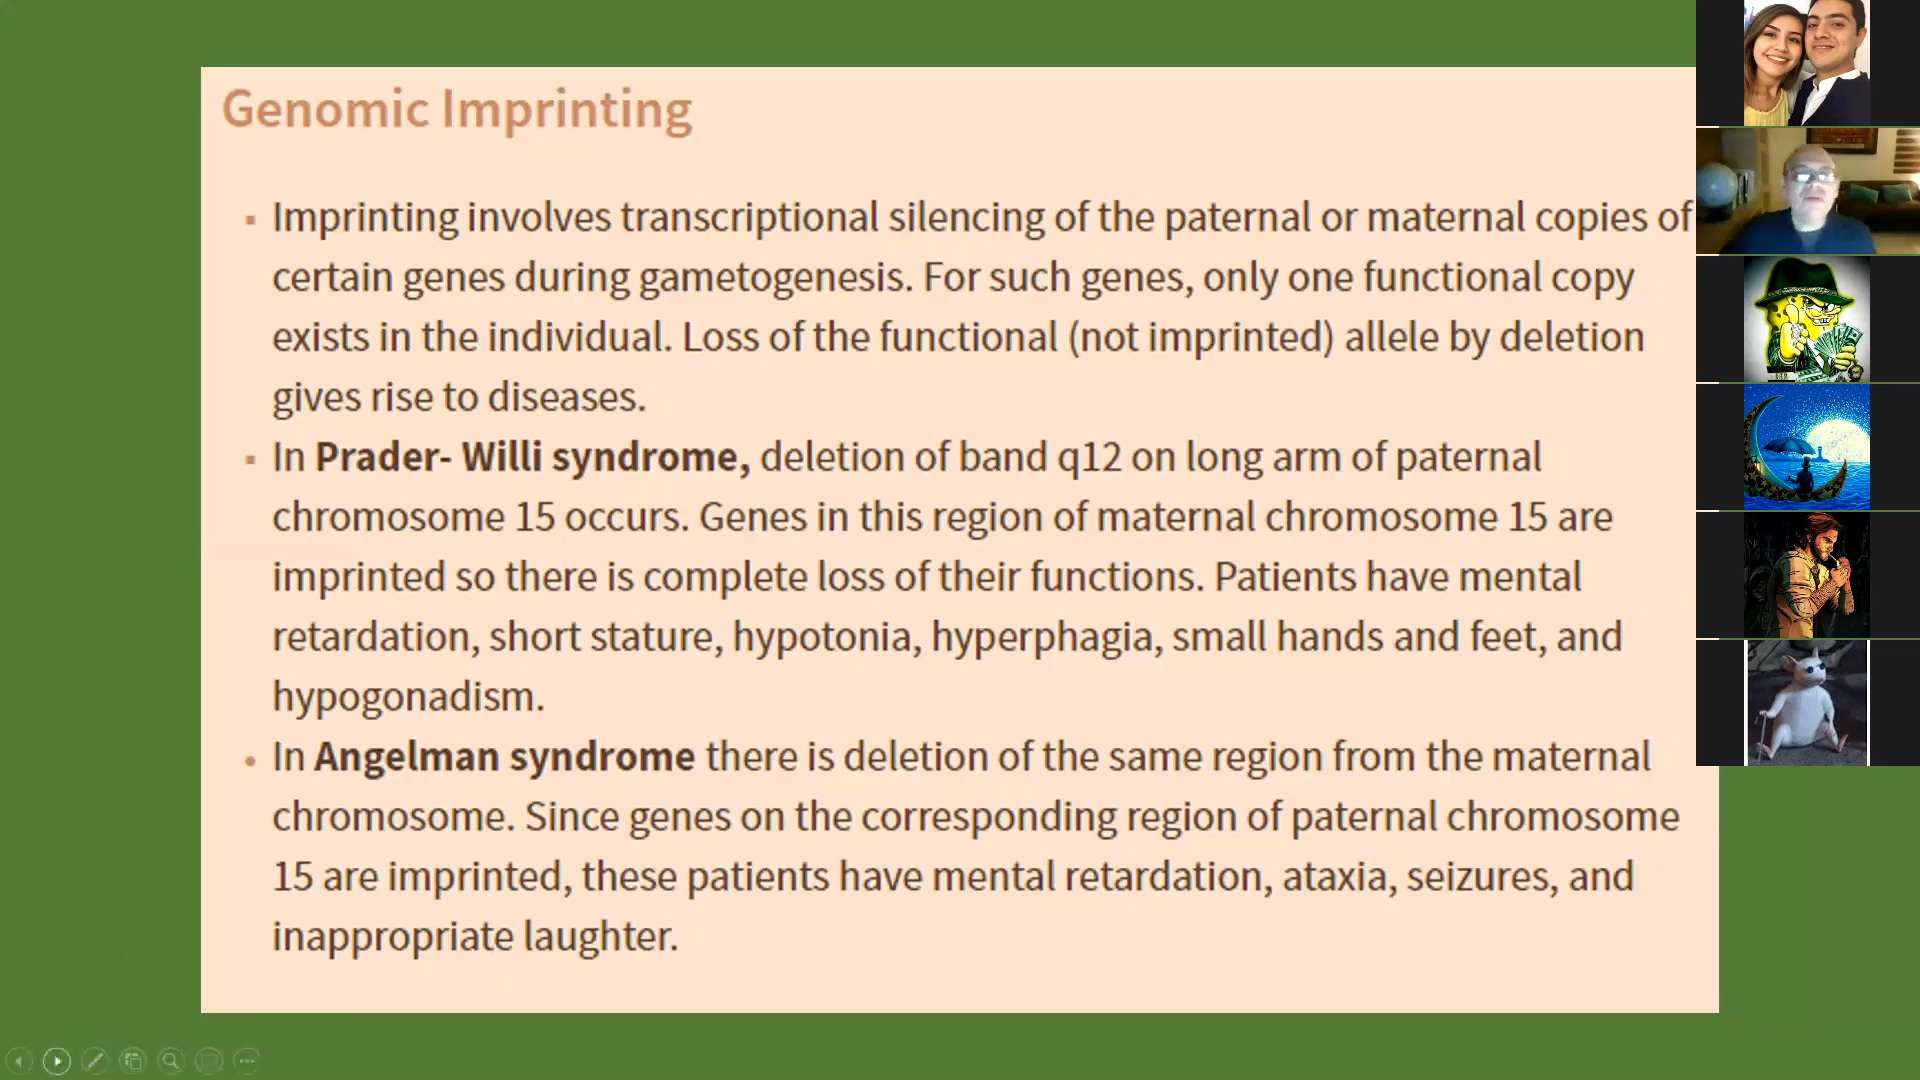 Genomic Imprinting
▪ Imprinting involves transcriptional silencing of the paternal or maternal copies of
certain genes during gametogenesis. For such genes, only one functional copy
exists in the individual. Loss of the functional (not imprinted) allele by deletion
gives rise to diseases.
▪ In Prader- Willi syndrome, deletion of band q12 on long arm of paternal
chromosome 15 occurs. Genes in this region of maternal chromosome 15 are
imprinted so there is complete loss of their functions. Patients have mental
retardation, short stature, hypotonia, hyperphagia, small hands and feet, and
hypogonadism.
• In Angelman syndrome there is deletion of the same region from the maternal
chromosome. Since genes on the corresponding region of paternal chromosome
15 are imprinted, these patients have mental retardation, ataxia, seizures, and
inappropriate laughter.